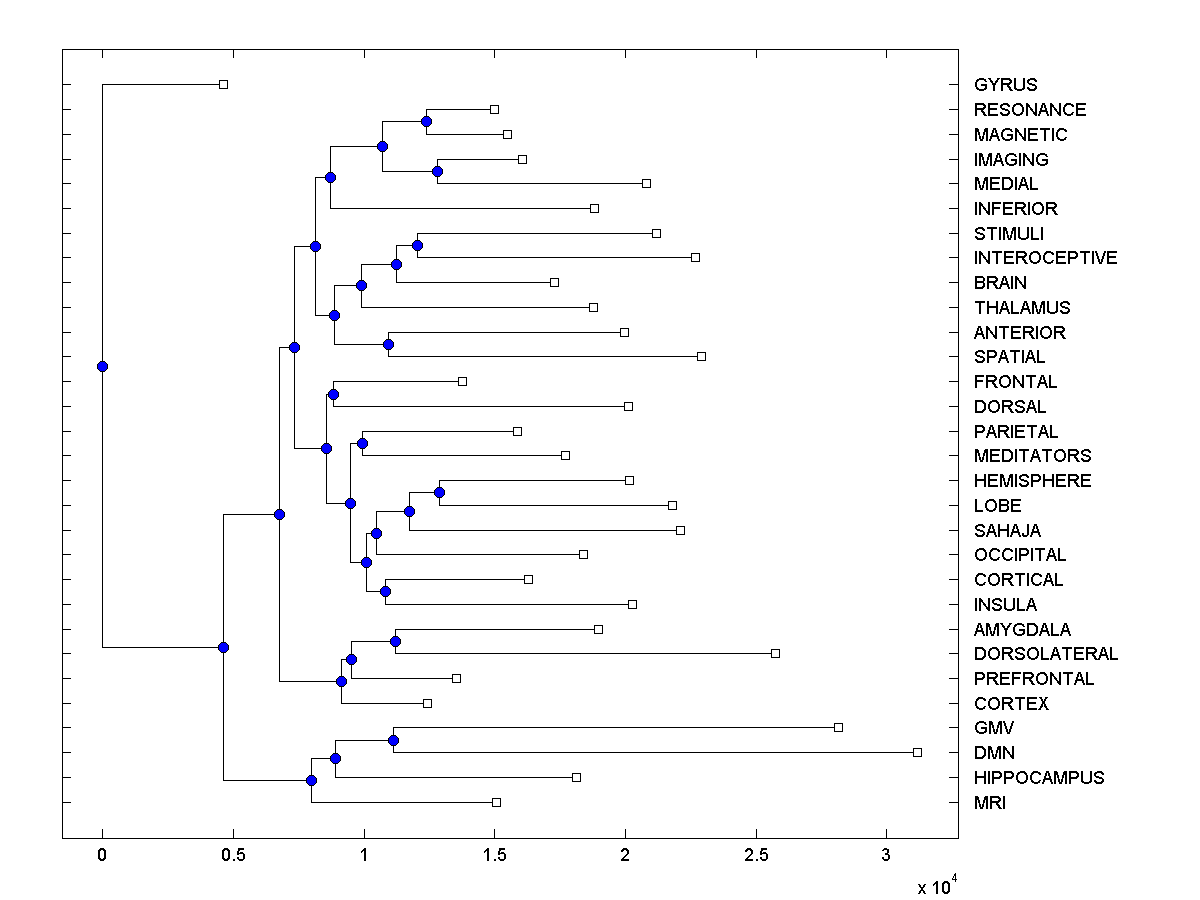 GYRUS
RESONANCE
MAGNETIC
IMAGING
MEDIAL
INFERIOR
STIMULI
INTEROCEPTIVE
BRAIN
THALAMUS
ANTERIOR
SPATIAL
FRONTAL
DORSAL
PARIETAL
MEDITATORS
HEMISPHERE
LOBE
SAHAJA
OCCIPITAL
CORTICAL
INSULA
AMYGDALA
DORSOLATERAL
PREFRONTAL
CORTEX
GMV
DMN
HIPPOCAMPUS
MRI
0 0.5 1 1.5 2 2.5 3
x 10^4